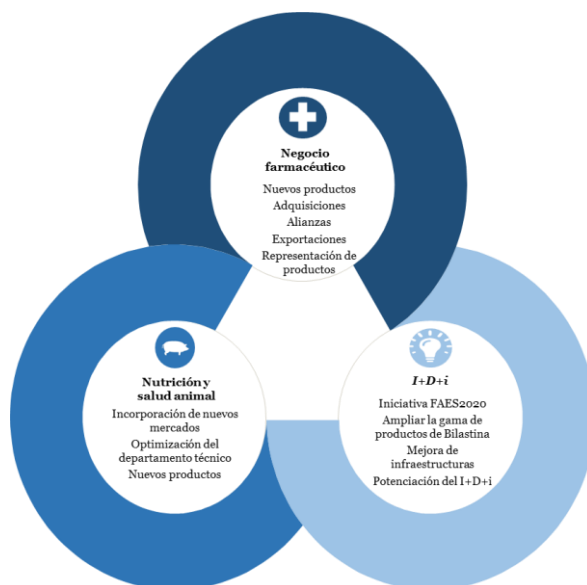 Negocio
farmacéutico
Nuevos productos
Adquisiciones
Alianzas
Exportaciones
Representación de
productos
Nutrición y
salud animal
Incorporación de nuevos
mercados
Optimización del
departamento técnico
Nuevos productos
I+D+i
Iniciativa FAES2020
Ampliar la gama de
productos de Bilastina
Mejora de
infraestructuras
Potenciación del I+D+i